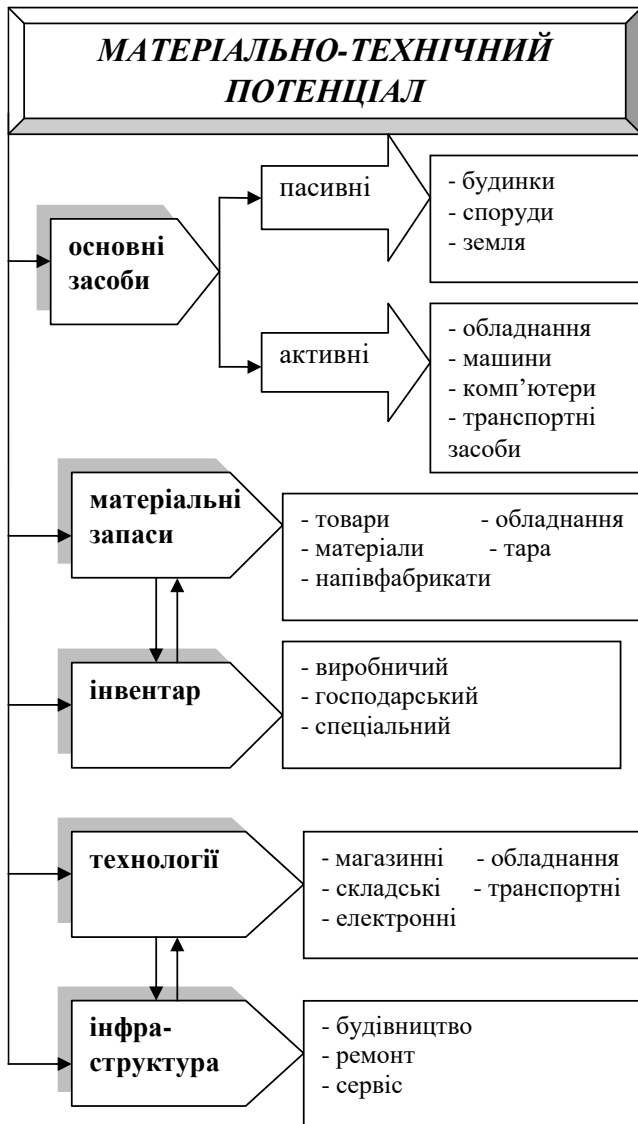 МАТЕРІАЛЬНО-ТЕХНІЧНИЙ
ПОТЕНЦІАЛ
основні
засоби
пасивні
- будинки
- споруди
- земля
активні
- обладнання
- машини
- комп’ютери
- транспортні
засоби
матеріальні
запаси
- товари - обладнання
- матеріали - тара
- напівфабрикати
інвентар
- виробничий
- господарський
- спеціальний
технології
- магазинні - обладнання
- складські - транспортні
- електронні
інфра-
структура
- будівництво
- ремонт
- сервіс